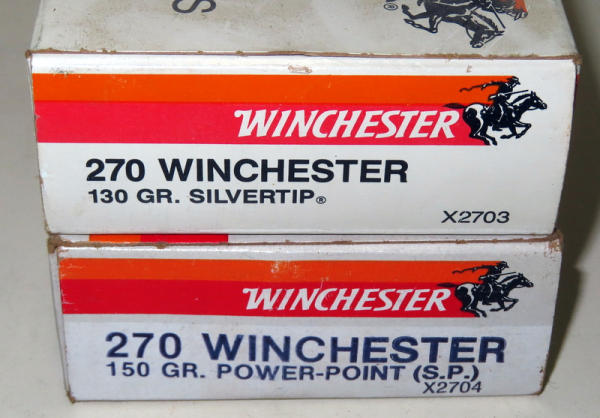 S
®
WINCHESTER
270 WINCHESTER
130 GR. SILVERTIP®
X2703
WINCHESTER
270 WINCHESTER
150 GR. POWER-POINT (S.P.)
X2704